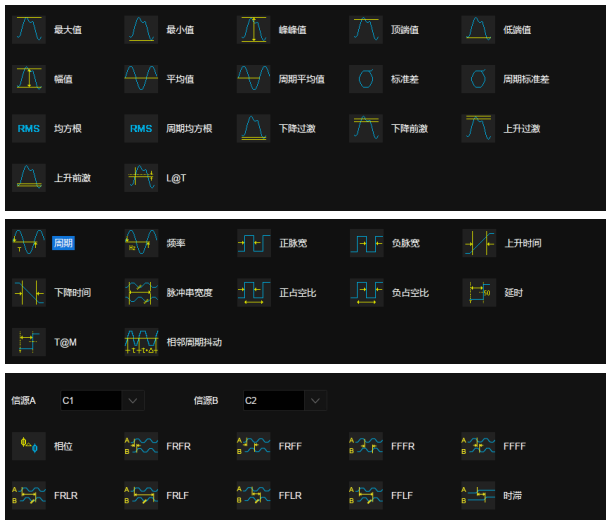 最大值 最小值 峰峰值 顶端值 低端值
幅值 平均值 周期平均值 标准差 周期标准差
RMS 均方根 RMS 周期均方根 下降过激 下降前激 上升过激
上升前激 L@T
T 周期 Hz 频率 正脉宽 负脉宽 上升时间
下降时间 脉冲串宽度 正占空比 负占空比 50 延时
T@M t t+Δ 相邻周期抖动
信源A C1 信源B C2
Φ Φ 相位 A B FRFR A B FRFF A B FFFR A B FFFF
A B FRLR A B FRLF A B FFLR A B FFLF A B 时滞